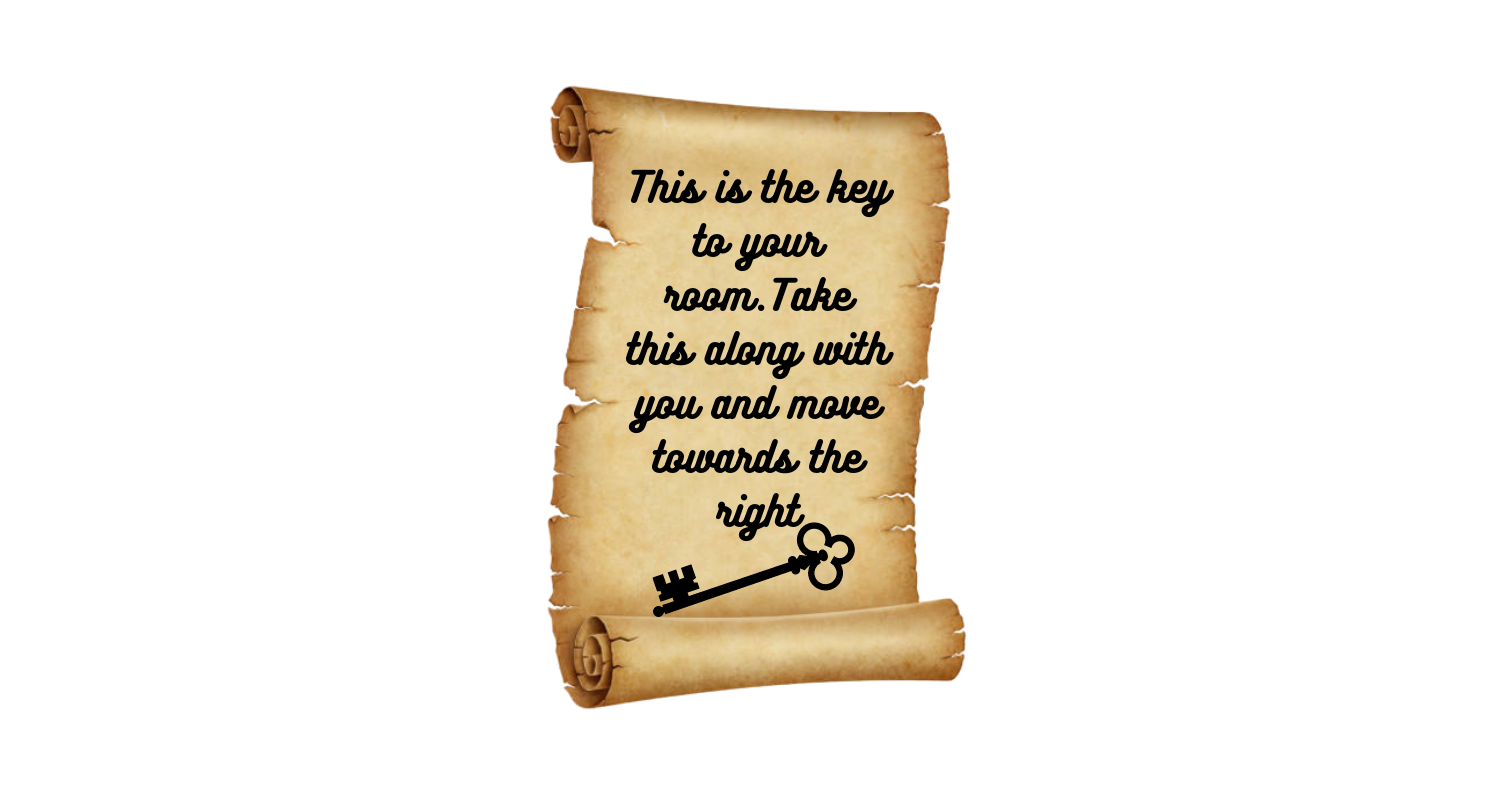 This is the key
to your
room.Take
this along with
you and move
towards the
right